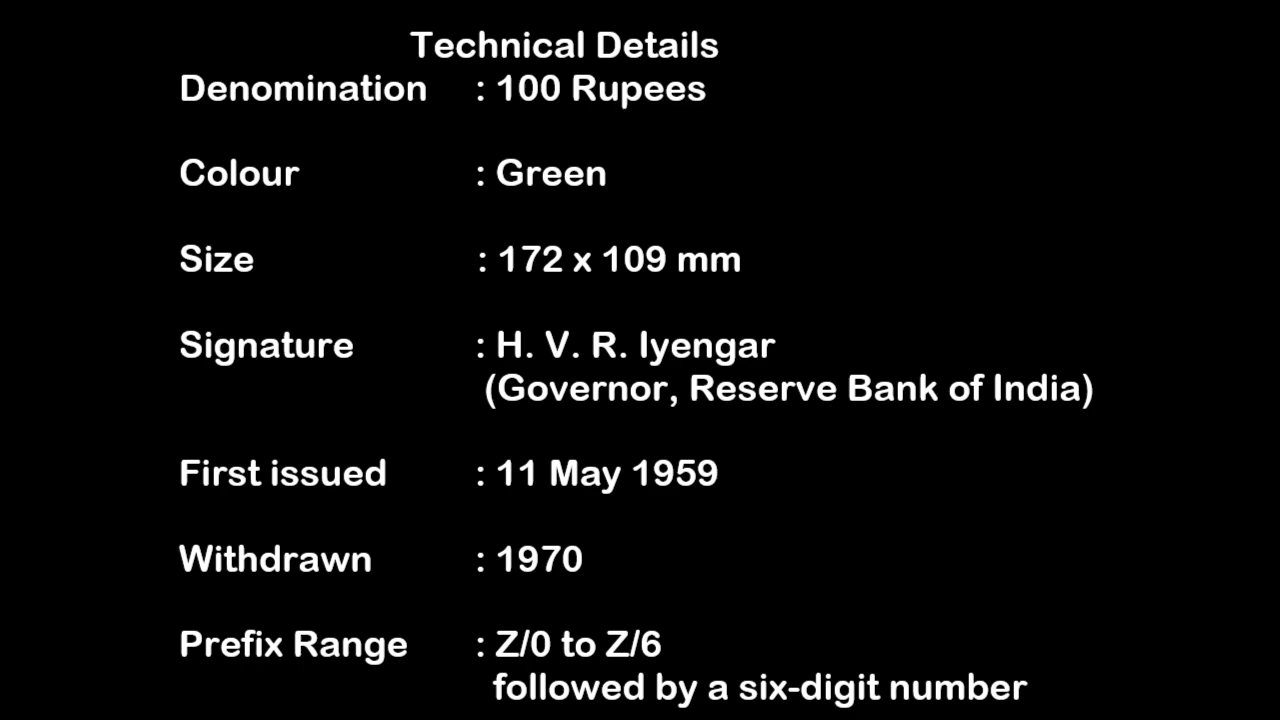 Technical Details
Denomination : 100 Rupees
Colour : Green
Size : 172 x 109 mm
Signature : H. V. R. Iyengar
(Governor, Reserve Bank of India)
First issued : 11 May 1959
Withdrawn : 1970
Prefix Range : Z/0 to Z/6
followed by a six-digit number